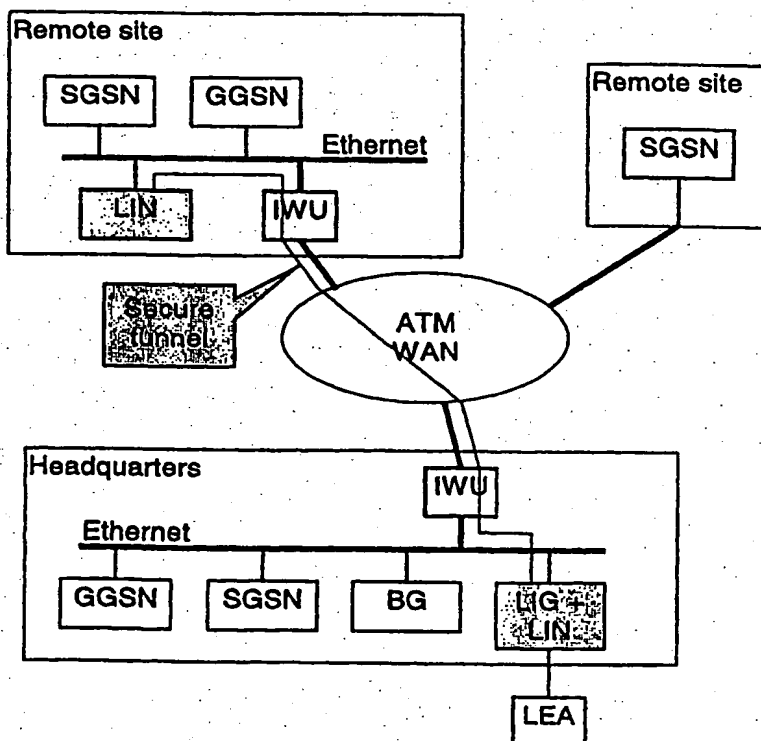 Remote site
SGSN
GGSN
Ethernet
LIN
IWU
Remote site
SGSN
Secure
tunnel
ATM
WAN
Headquarters
IWU
Ethernet
GGSN
SGSN
BG
LIG +
LIN
LEA